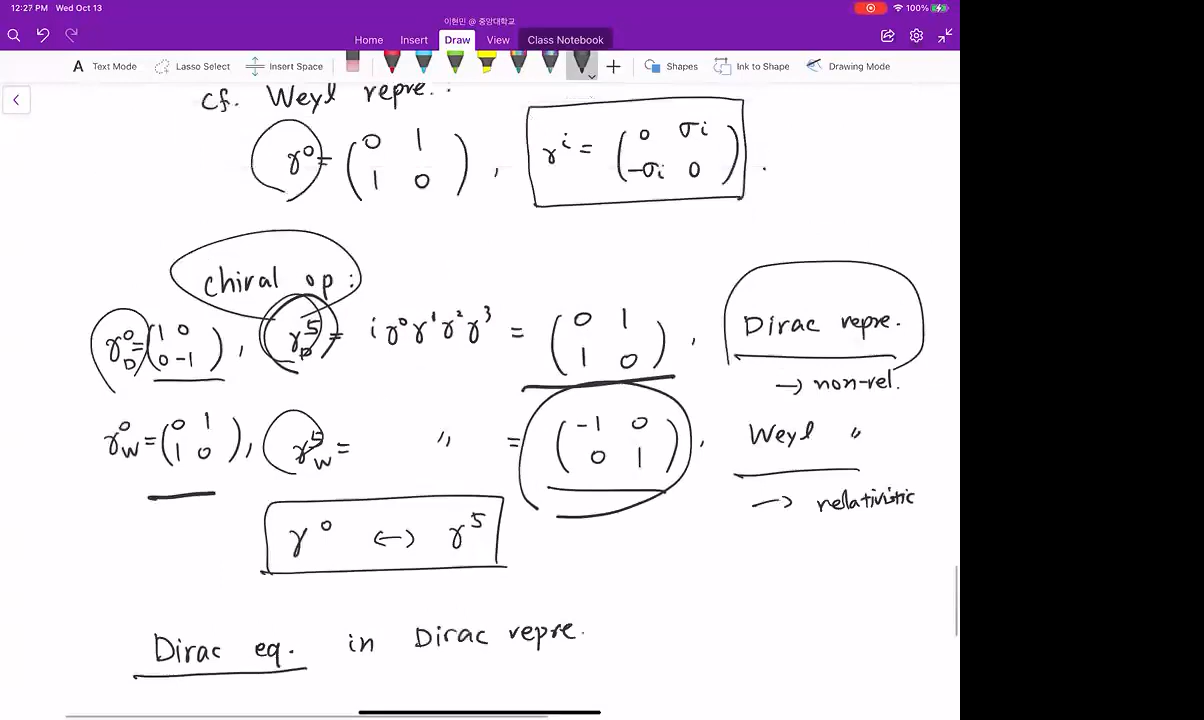 12:27 PM Wed Oct 13
100%
이현민 @ 중앙대학교
Home Insert Draw View Class Notebook
Text Mode Lasso Select Insert Space Shapes Ink to Shape Drawing Mode
cf. Weyl repre. :
γ⁰ = ( 0 1 ; 1 0 ) , γⁱ = ( 0 σi ; -σi 0 ) .
chiral op :
γ⁰_D = ( 1 0 ; 0 -1 ) , γ⁵_D = i γ⁰ γ¹ γ² γ³ = ( 0 1 ; 1 0 ) , Dirac repre.
→ non-rel.
γ⁰_W = ( 0 1 ; 1 0 ) , γ⁵_W = " = ( -1 0 ; 0 1 ) , Weyl "
→ relativistic
γ⁰ ↔ γ⁵
Dirac eq. in Dirac repre.